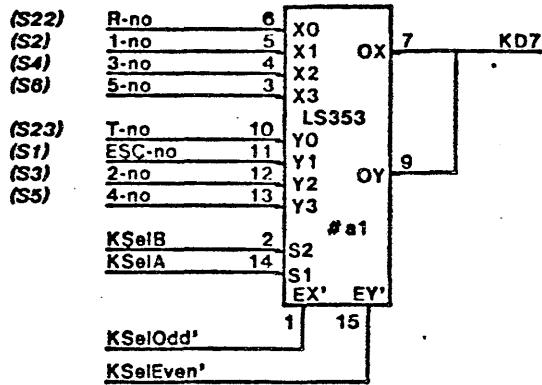 (S22) R-no 6 X0
(S2) 1-no 5 X1 OX 7 KD7
(S4) 3-no 4 X2
(S6) 5-no 3 X3
LS353
(S23) T-no 10 Y0
(S1) ESC-no 11 Y1
(S3) 2-no 12 Y2 OY 9
(S5) 4-no 13 Y3
#a1
KSelB 2 S2
KSelA 14 S1
EX' EY'
1 15
KSelOdd'
KSelEven'